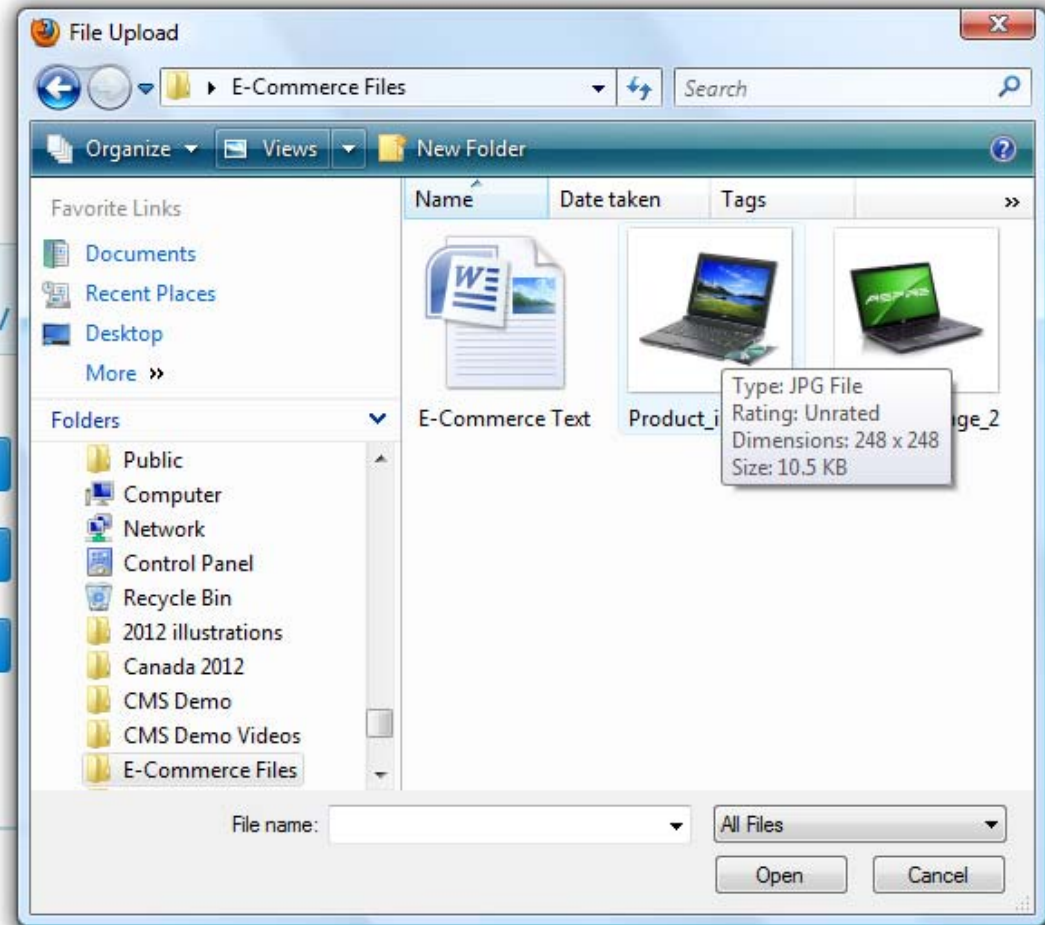 File Upload
E-Commerce Files
Search
Organize
Views
New Folder
Favorite Links
Documents
Recent Places
Desktop
More »
Folders
Public
Computer
Network
Control Panel
Recycle Bin
2012 illustrations
Canada 2012
CMS Demo
CMS Demo Videos
E-Commerce Files
Name
Date taken
Tags
»
W
ASPIRE
E-Commerce Text
Product_i
ge_2
Type: JPG File
Rating: Unrated
Dimensions: 248 x 248
Size: 10.5 KB
File name:
All Files
Open
Cancel